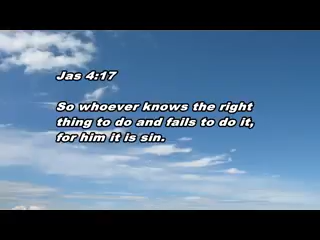 Jas 4:17
So whoever knows the right
thing to do and fails to do it,
for him it is sin.